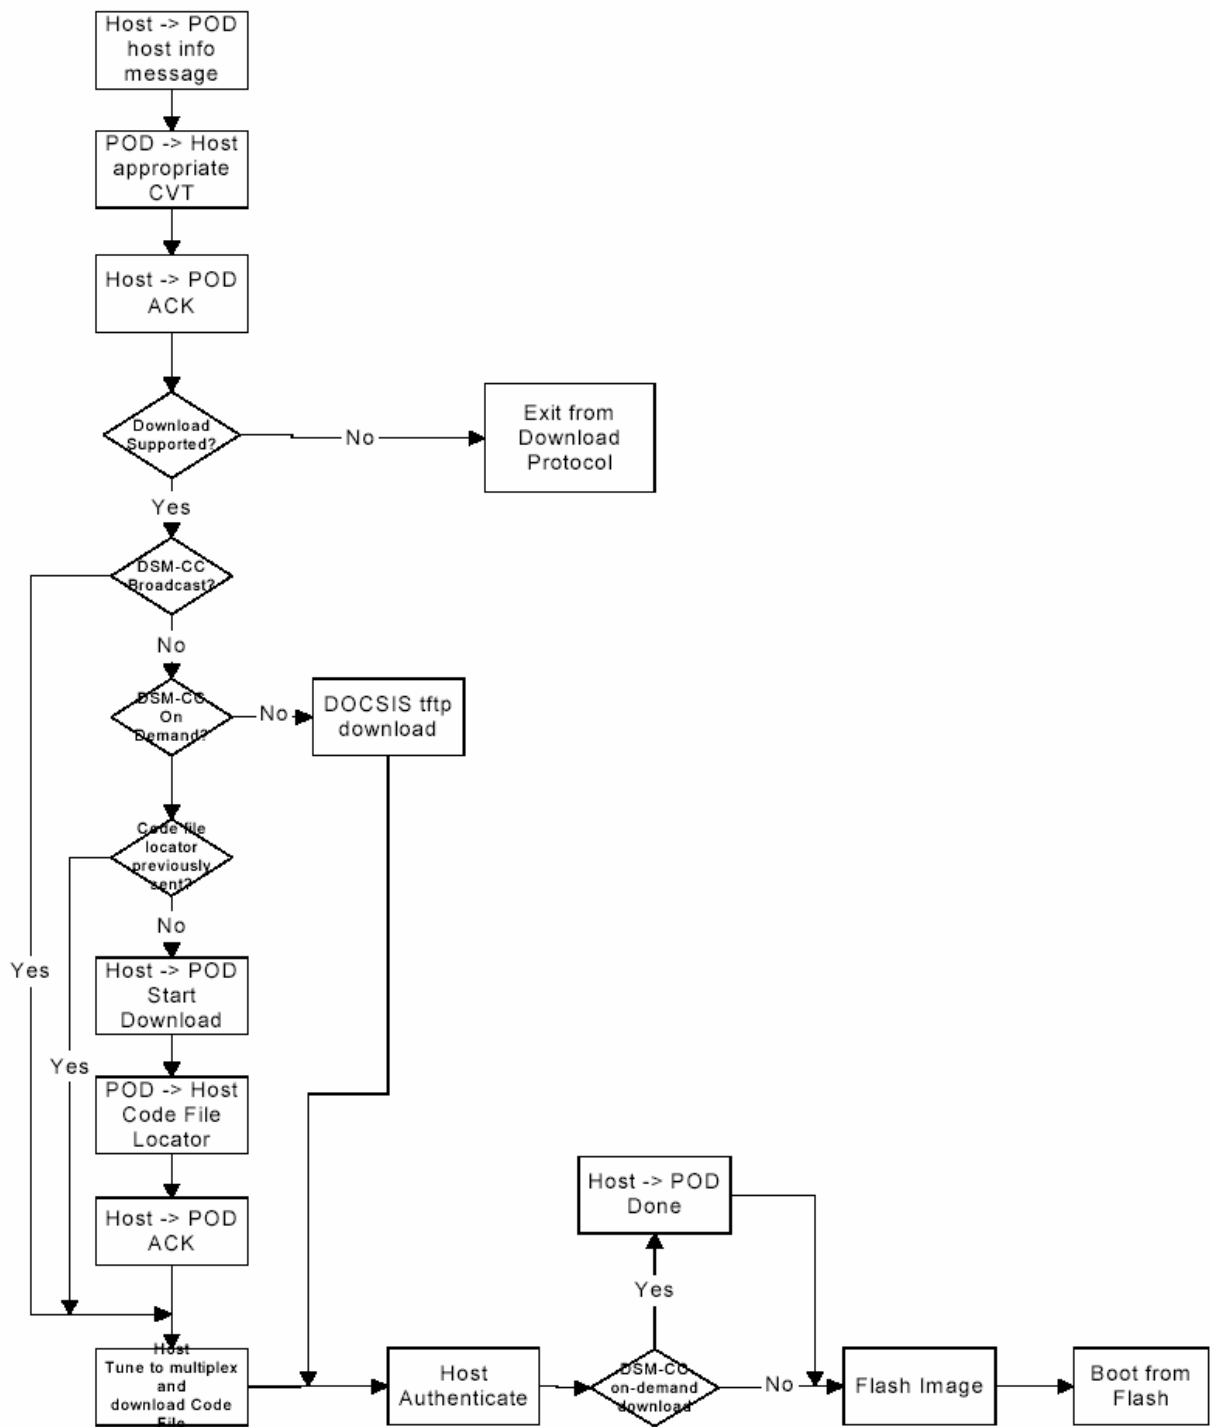 Host -> POD
host info
message
POD -> Host
appropriate
CVT
Host -> POD
ACK
Download
Supported?
No
Exit from
Download
Protocol
Yes
DSM-CC
Broadcast?
No
DSM-CC
On
Demand?
No
DOCSIS tftp
download
Code file
locator
previously
sent?
No
Yes
Host -> POD
Start
Download
Yes
POD -> Host
Code File
Locator
Host -> POD
ACK
Host -> POD
Done
Yes
Host
Tune to multiplex
and
download Code
File
Host
Authenticate
DSM-CC
on-demand
download
No
Flash Image
Boot from
Flash